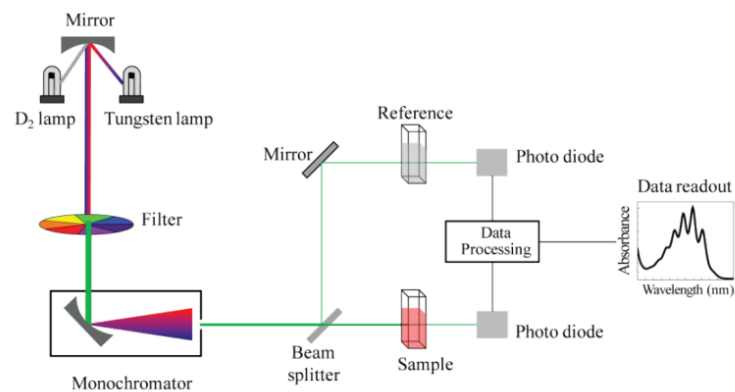 Mirror
D₂ lamp
Tungsten lamp
Filter
Monochromator
Mirror
Reference
Photo diode
Data
Processing
Beam
splitter
Sample
Photo diode
Data readout
Absorbance
Wavelength (nm)